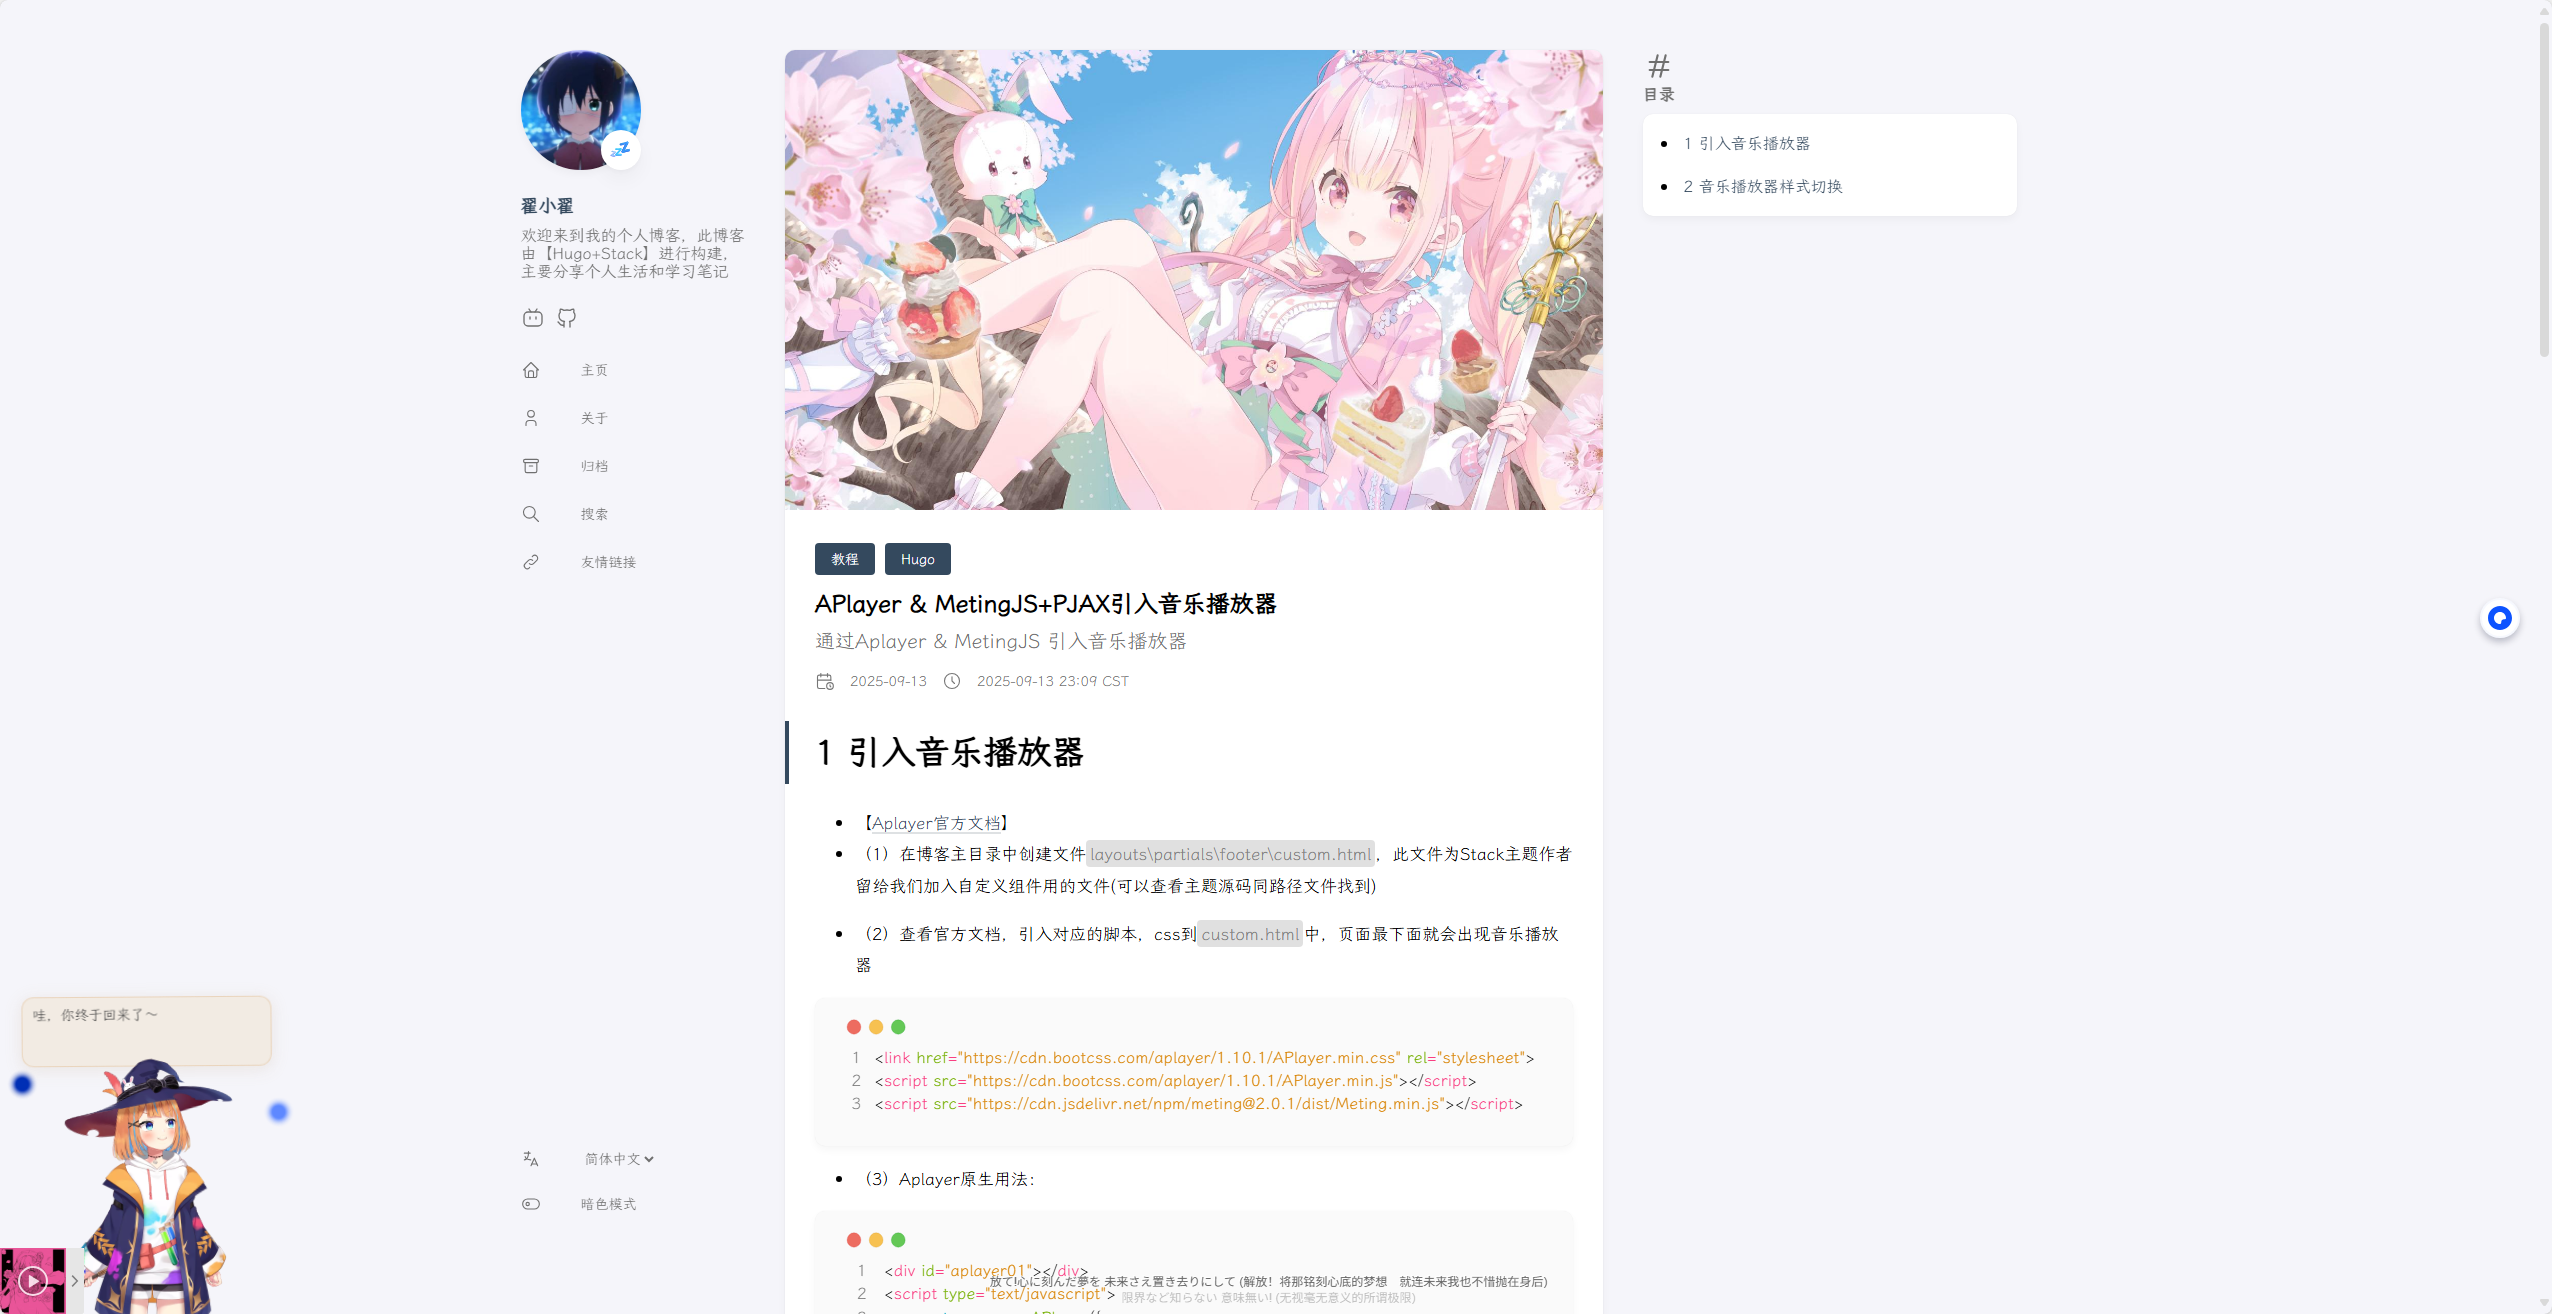 翟小翟
欢迎来到我的个人博客，此博客
由【Hugo+Stack】进行构建，
主要分享个人生活和学习笔记
主页
关于
归档
搜索
友情链接
简体中文
暗色模式
哇，你终于回来了～
教程
Hugo
APlayer & MetingJS+PJAX引入音乐播放器
通过Aplayer & MetingJS 引入音乐播放器
2025-09-13
2025-09-13 23:09 CST
1 引入音乐播放器
【Aplayer官方文档】
（1）在博客主目录中创建文件layouts\partials\footer\custom.html，此文件为Stack主题作者
留给我们加入自定义组件用的文件(可以查看主题源码同路径文件找到)
（2）查看官方文档，引入对应的脚本，css到custom.html中，页面最下面就会出现音乐播放
器
1 <link href="https://cdn.bootcss.com/aplayer/1.10.1/APlayer.min.css" rel="stylesheet">
2 <script src="https://cdn.bootcss.com/aplayer/1.10.1/APlayer.min.js"></script>
3 <script src="https://cdn.jsdelivr.net/npm/meting@2.0.1/dist/Meting.min.js"></script>
（3）Aplayer原生用法：
1 <div id="aplayer01"></div>
2 <script type="text/javascript">
放て!心に刻んだ夢を 未来さえ置き去りにして (解放！将那铭刻心底的梦想 就连未来我也不惜抛在身后)
限界など知らない 意味無い! (无视毫无意义的所谓极限)
#
目录
1 引入音乐播放器
2 音乐播放器样式切换